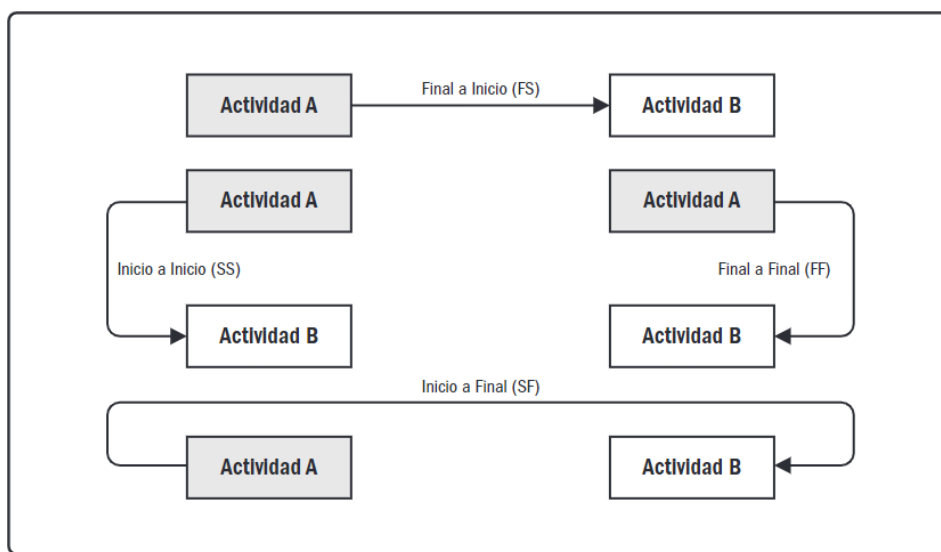 Actividad A
Final a Inicio (FS)
Actividad B
Actividad A
Actividad A
Inicio a Inicio (SS)
Final a Final (FF)
Actividad B
Actividad B
Inicio a Final (SF)
Actividad A
Actividad B